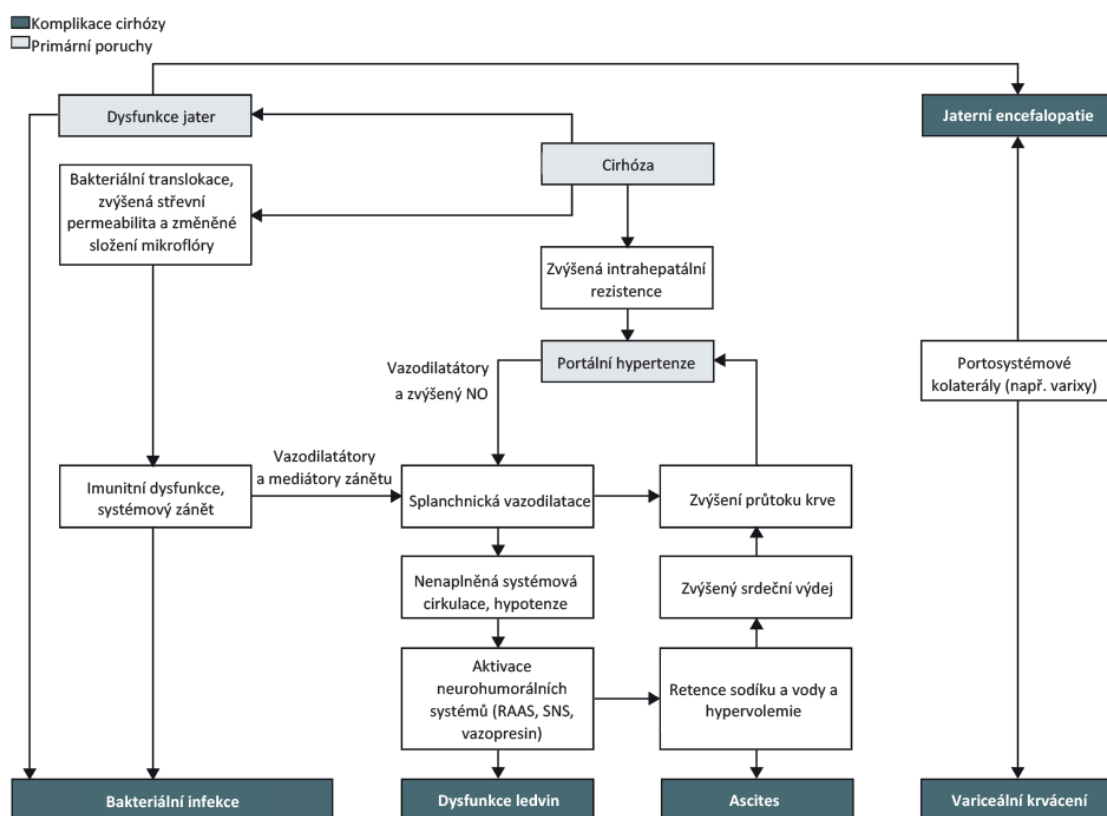 Komplikace cirhózy
Primární poruchy
Dysfunkce jater
Jaterní encefalopatie
Cirhóza
Bakteriální translokace,
zvýšená střevní
permeabilita a změněné
složení mikroflóry
Zvýšená intrahepatální
rezistence
Portální hypertenze
Vazodilatátory
a zvýšený NO
Portosystémové
kolaterály (např. varixy)
Imunitní dysfunkce,
systémový zánět
Vazodilatátory
a mediátory zánětu
Splanchnická vazodilatace
Zvýšení průtoku krve
Nenaplněná systémová
cirkulace, hypotenze
Zvýšený srdeční výdej
Aktivace
neurohumorálních
systémů (RAAS, SNS,
vazopresin)
Retence sodíku a vody a
hypervolemie
Bakteriální infekce
Dysfunkce ledvin
Ascites
Variceální krvácení